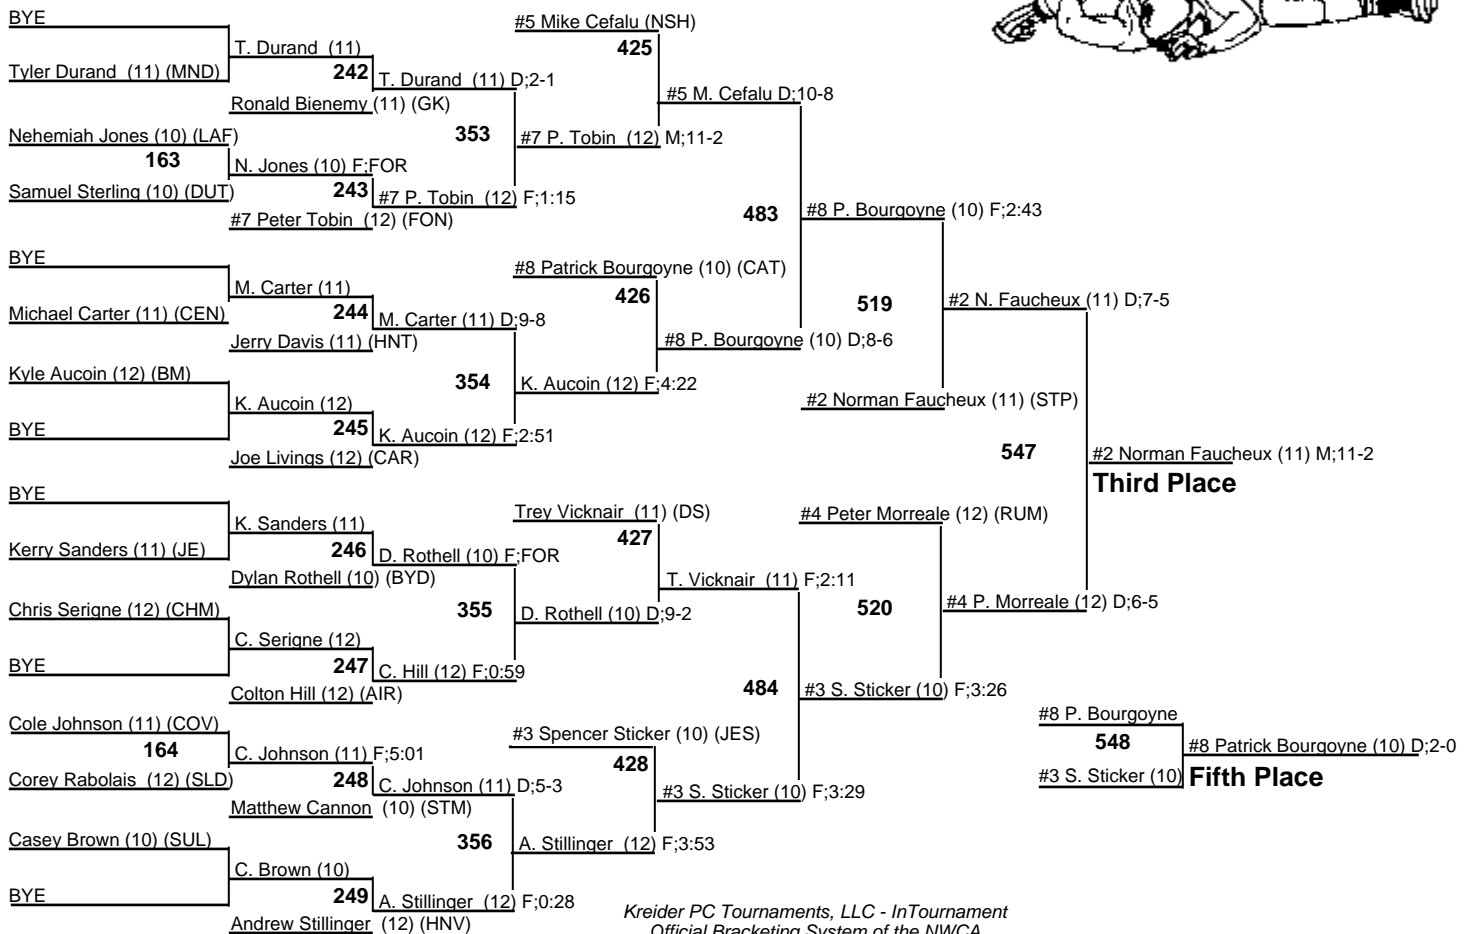 BYE
Tyler Durand (11) (MND)
T. Durand (11)
242
Ronald Bienemy (11) (GK)
T. Durand (11) D;2-1
Nehemiah Jones (10) (LAF)
163
Samuel Sterling (10) (DUT)
N. Jones (10) F;FOR
243
#7 Peter Tobin (12) (FON)
#7 P. Tobin (12) F;1:15
353
#7 P. Tobin (12) M;11-2
#5 Mike Cefalu (NSH)
425
#5 M. Cefalu D;10-8
BYE
Michael Carter (11) (CEN)
M. Carter (11)
244
Jerry Davis (11) (HNT)
M. Carter (11) D;9-8
Kyle Aucoin (12) (BM)
BYE
K. Aucoin (12)
245
Joe Livings (12) (CAR)
K. Aucoin (12) F;2:51
354
K. Aucoin (12) F;4:22
#8 Patrick Bourgoyne (10) (CAT)
426
#8 P. Bourgoyne (10) D;8-6
483
#8 P. Bourgoyne (10) F;2:43
519
#2 Norman Faucheux (11) (STP)
#2 N. Faucheux (11) D;7-5
BYE
Kerry Sanders (11) (JE)
K. Sanders (11)
246
Dylan Rothell (10) (BYD)
D. Rothell (10) F;FOR
Chris Serigne (12) (CHM)
BYE
C. Serigne (12)
247
Colton Hill (12) (AIR)
C. Hill (12) F;0:59
355
D. Rothell (10) D;9-2
Trey Vicknair (11) (DS)
427
T. Vicknair (11) F;2:11
Cole Johnson (11) (COV)
164
Corey Rabolais (12) (SLD)
C. Johnson (11) F;5:01
248
Matthew Cannon (10) (STM)
C. Johnson (11) D;5-3
Casey Brown (10) (SUL)
BYE
C. Brown (10)
249
Andrew Stillinger (12) (HNV)
A. Stillinger (12) F;0:28
356
A. Stillinger (12) F;3:53
#3 Spencer Sticker (10) (JES)
428
#3 S. Sticker (10) F;3:29
484
#3 S. Sticker (10) F;3:26
#4 Peter Morreale (12) (RUM)
520
#4 P. Morreale (12) D;6-5
547
#2 Norman Faucheux (11) M;11-2
Third Place
#8 P. Bourgoyne
548
#3 S. Sticker (10)
#8 Patrick Bourgoyne (10) D;2-0
Fifth Place
Kreider PC Tournaments, LLC - InTournament
Official Bracketing System of the NWCA